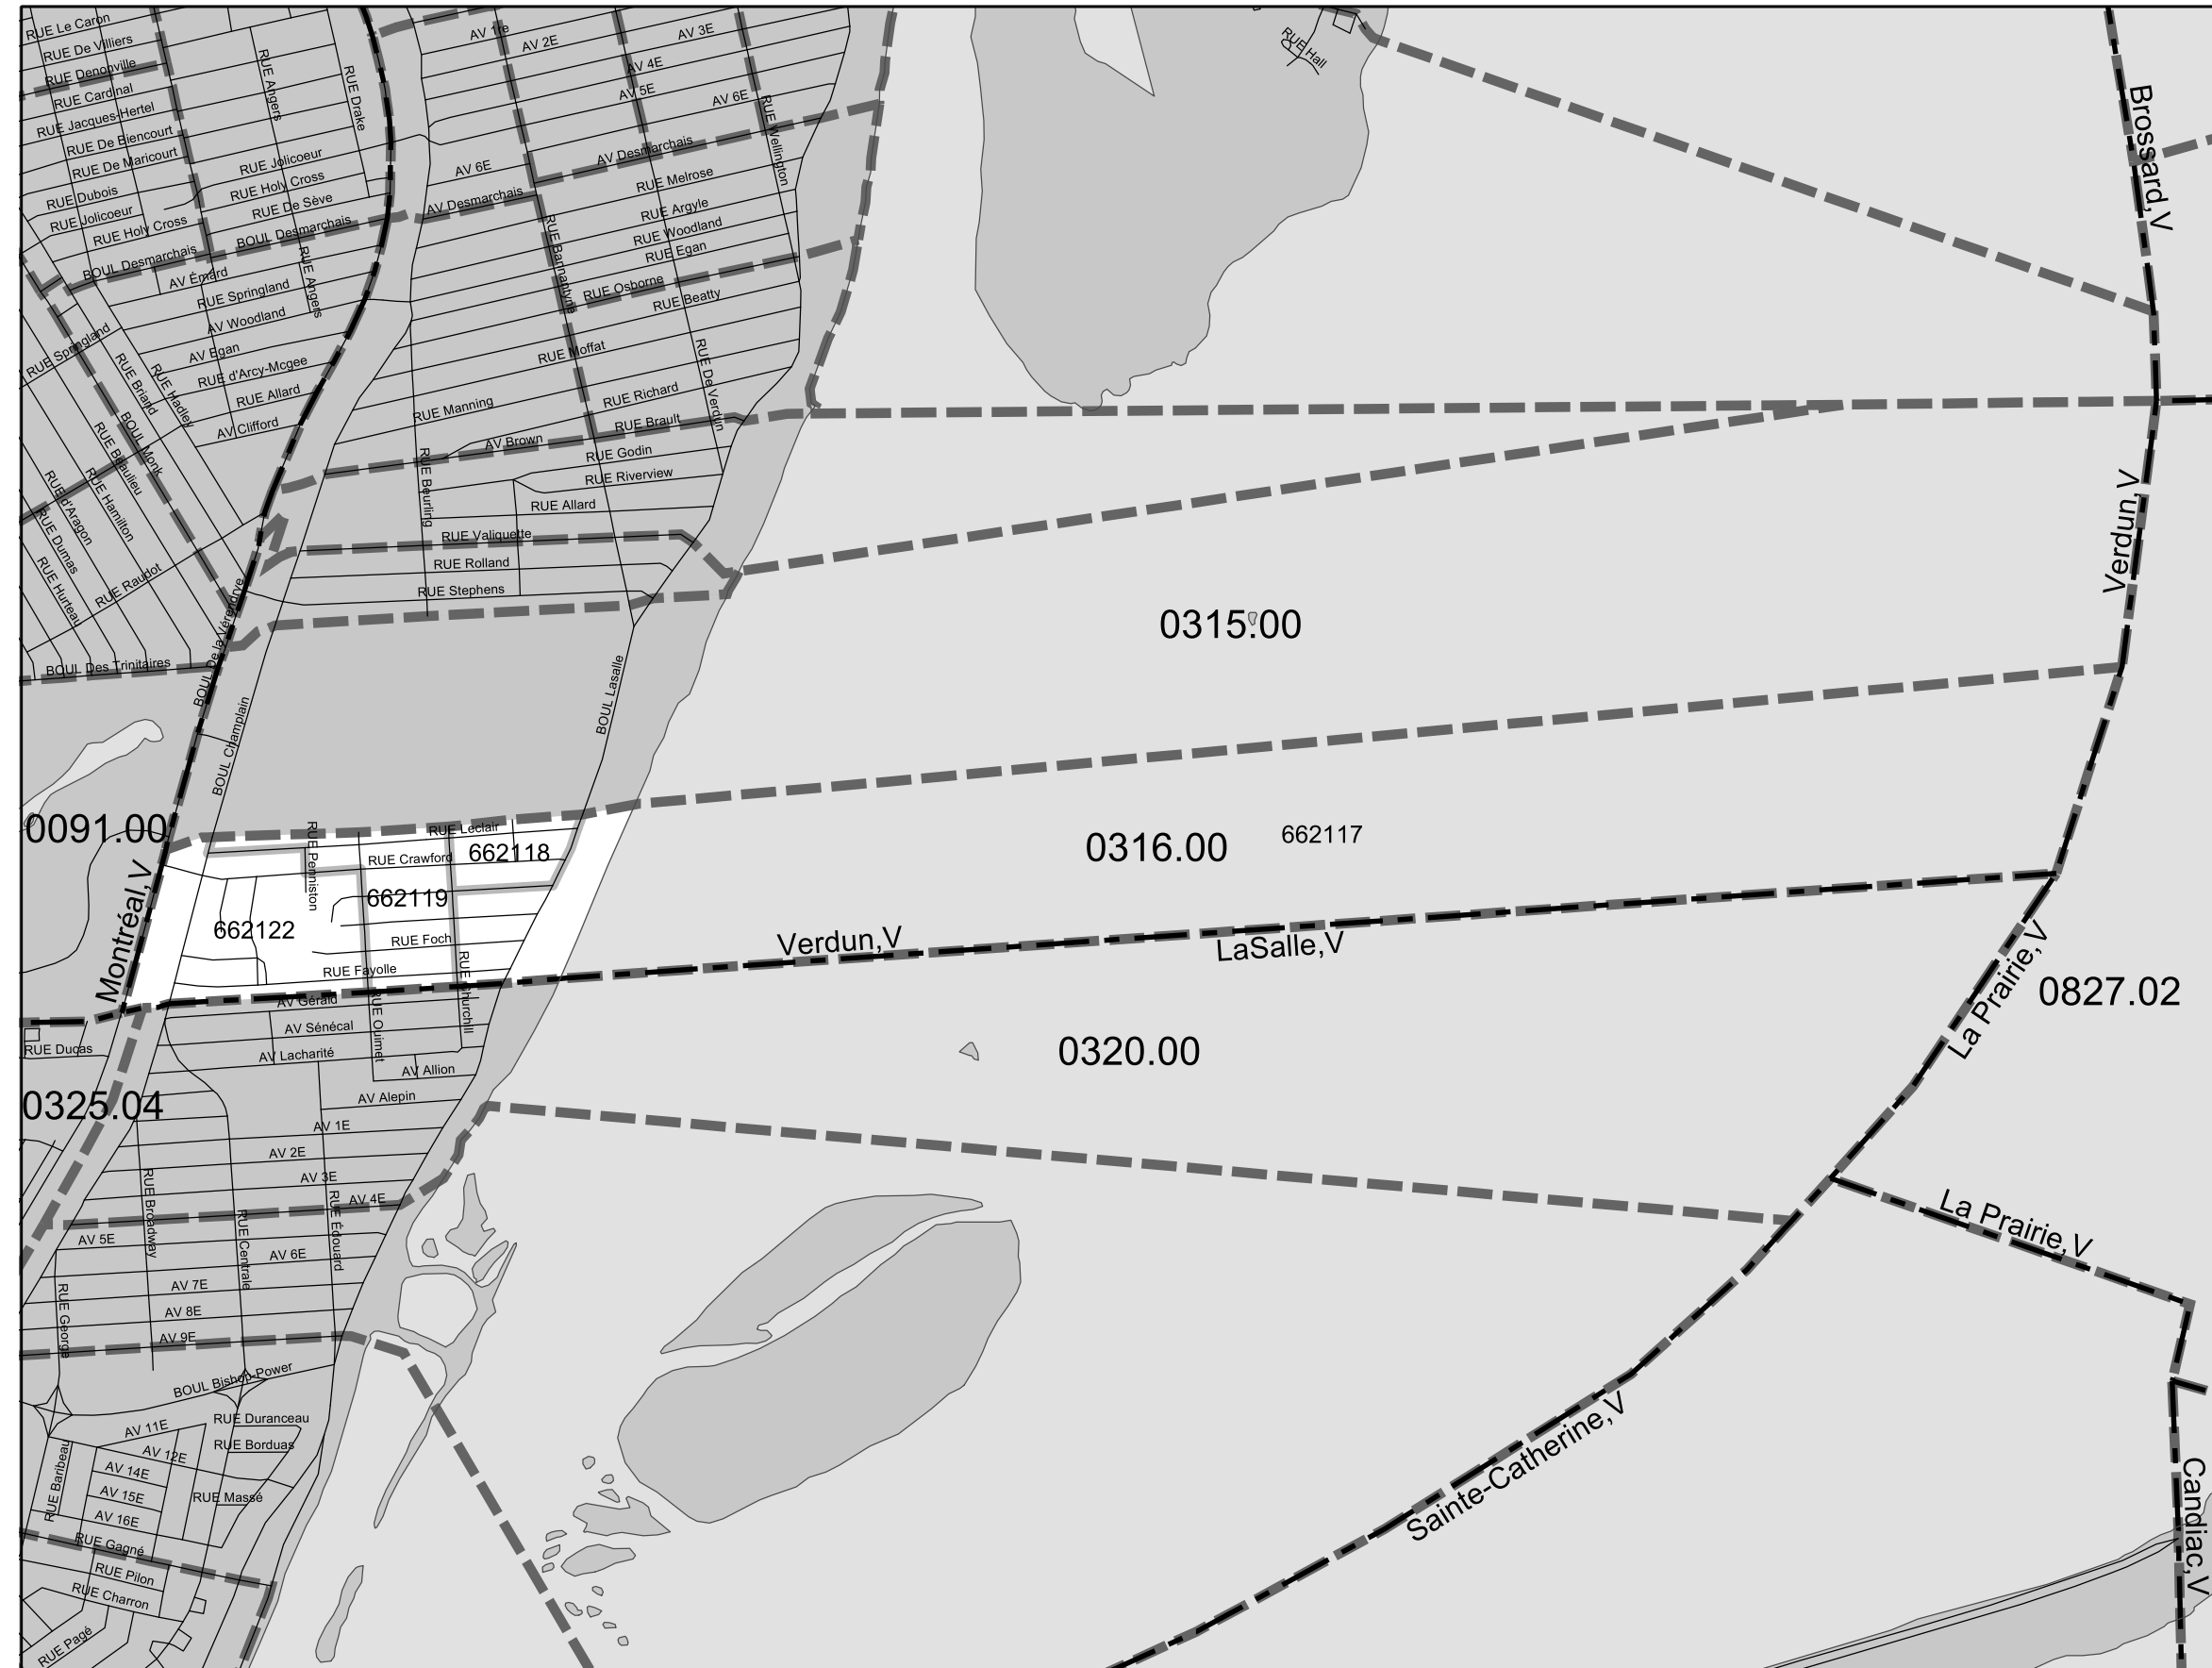 RUE Le Caron
RUE De Villiers
RUE Denonville
RUE Cardinal
RUE Jacques-Hertel
RUE De Biencourt
RUE De Maricourt
RUE Dubois
RUE Jolicoeur
RUE Holy Cross
BOUL Desmarchais
RUE Angers
RUE Drake
RUE Jolicoeur
RUE Holy Cross
RUE De Sève
BOUL Desmarchais
RUE Angers
AV Émard
RUE Springland
AV Woodland
AV Egan
RUE d'Arcy-Mcgee
RUE Allard
AV Clifford
RUE Springland
RUE Briand
RUE Hadley
BOUL Monk
RUE Beaulieu
RUE Hamilton
RUE d'Aragon
RUE Dumas
RUE Hurteau
RUE Raudot
BOUL Des Trinitaires
BOUL De la Vérendrye
BOUL Champlain
AV 1re
AV 2E
AV 3E
AV 4E
AV 5E
AV 6E
RUE Wellington
AV Desmarchais
AV 6E
AV Desmarchais
RUE Melrose
RUE Argyle
RUE Woodland
RUE Egan
RUE Bannantyne
RUE Osborne
RUE Beatty
RUE Moffat
RUE De Verdun
RUE Richard
RUE Manning
RUE Brault
AV Brown
RUE Godin
RUE Riverview
RUE Beurling
RUE Allard
RUE Valiquette
RUE Rolland
RUE Stephens
BOUL Lasalle
RUE Hall
Brossard,V
Verdun,V
0315.00
0091.00
Montréal,V
RUE Leclair
RUE Penniston
RUE Crawford
662118
662119
662122
RUE Foch
RUE Fayolle
RUE Churchill
0316.00
662117
Verdun,V
LaSalle,V
La Prairie,V
0827.02
0320.00
AV Gérald
RUE Ouimet
AV Sénécal
AV Lacharité
AV Allion
AV Alepin
RUE Ducas
0325.04
AV 1E
AV 2E
AV 3E
AV 4E
RUE Broadway
RUE Centrale
RUE Édouard
AV 5E
AV 6E
AV 7E
AV 8E
AV 9E
RUE George
BOUL Bishop-Power
RUE Duranceau
RUE Borduas
AV 11E
AV 12E
AV 14E
AV 15E
AV 16E
RUE Baribeau
RUE Massé
RUE Gagné
RUE Pilon
RUE Charron
RUE Pagé
La Prairie,V
Sainte-Catherine,V
Candiac,V